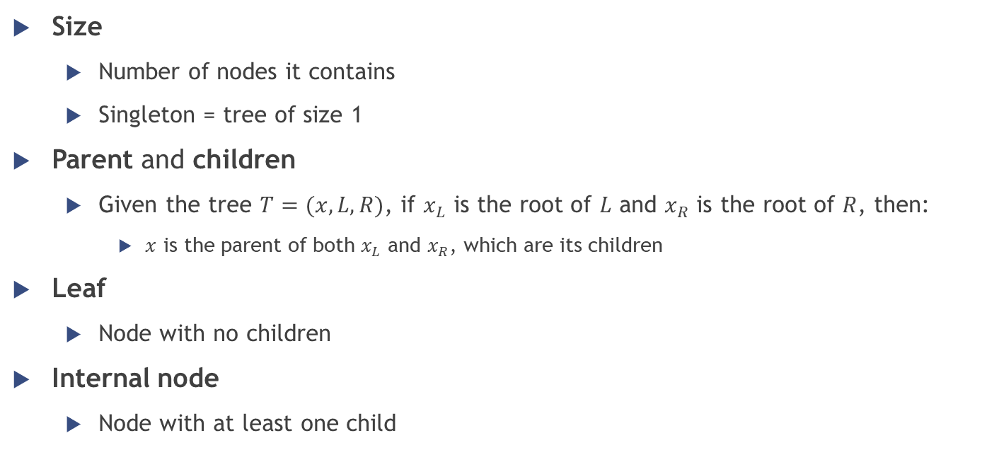 Size
Number of nodes it contains
Singleton = tree of size 1
Parent and children
Given the tree T = (x, L, R), if x_L is the root of L and x_R is the root of R, then:
x is the parent of both x_L and x_R, which are its children
Leaf
Node with no children
Internal node
Node with at least one child